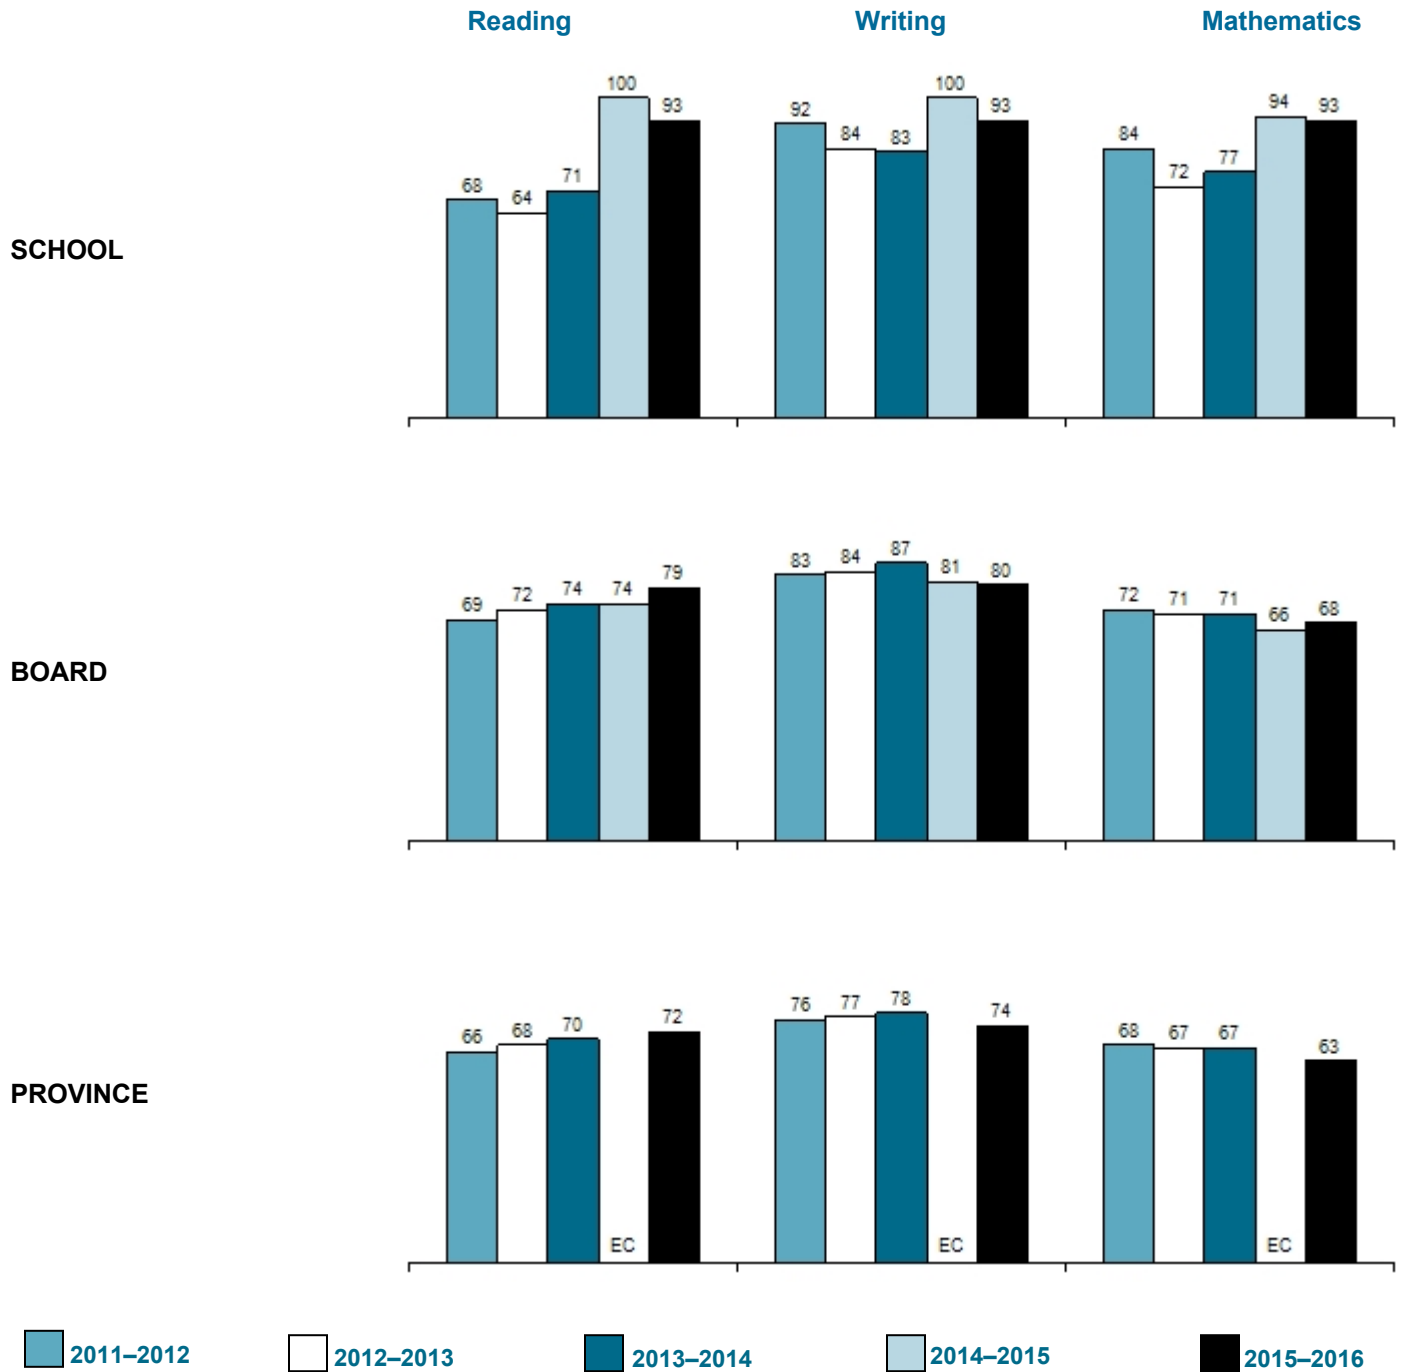 Reading Writing Mathematics
100 100
93 92 93 94 93
84 83 84
68 64 71 72 77
SCHOOL
87
79 83 84 81 80
69 72 74 74 72 71 71 66 68
BOARD
76 77 78 74
66 68 70 72 68 67 67 63
PROVINCE
EC EC EC
2011–2012 2012–2013 2013–2014 2014–2015 2015–2016